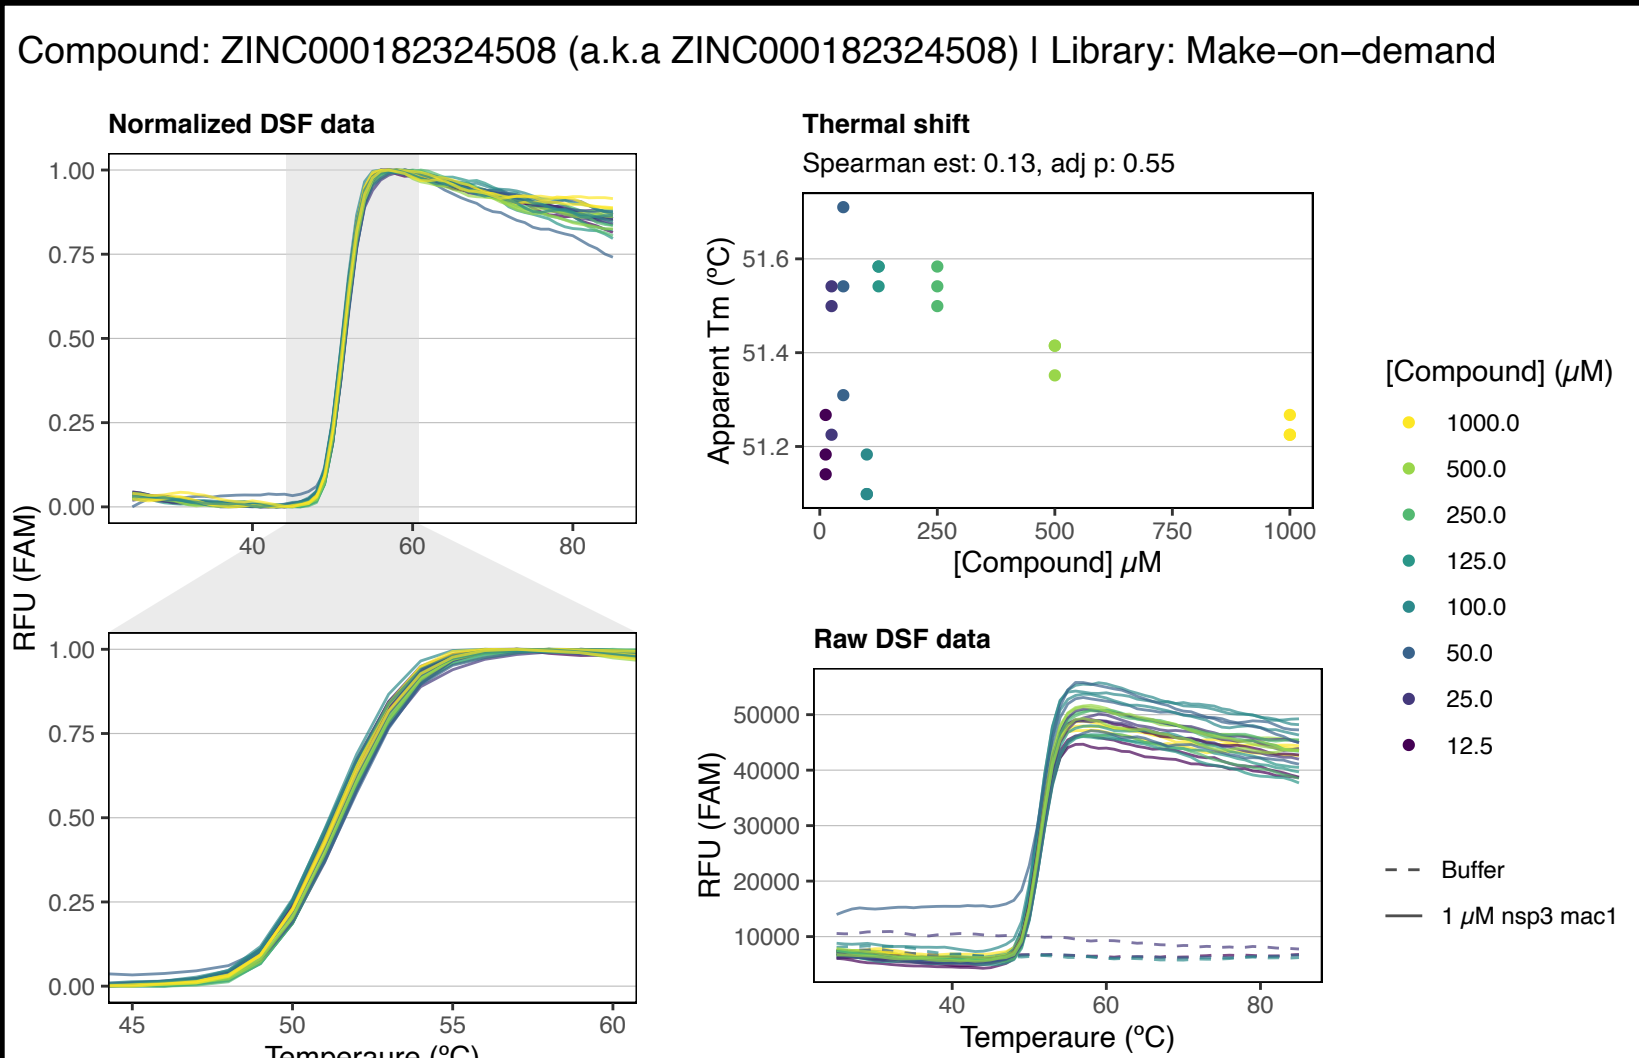 Compound: ZINC000182324508 (a.k.a ZINC000182324508) | Library: Make−on−demand
Normalized DSF data
1.00
0.75
0.50
0.25
0.00
40 60 80
RFU (FAM)
1.00
0.75
0.50
0.25
0.00
45 50 55 60
Temperaure (ºC)
Thermal shift
Spearman est: 0.13, adj p: 0.55
Apparent Tm (ºC)
51.6
51.4
51.2
0 250 500 750 1000
[Compound] µM
Raw DSF data
RFU (FAM)
50000
40000
30000
20000
10000
40 60 80
Temperaure (ºC)
[Compound] (µM)
1000.0
500.0
250.0
125.0
100.0
50.0
25.0
12.5
Buffer
1 µM nsp3 mac1